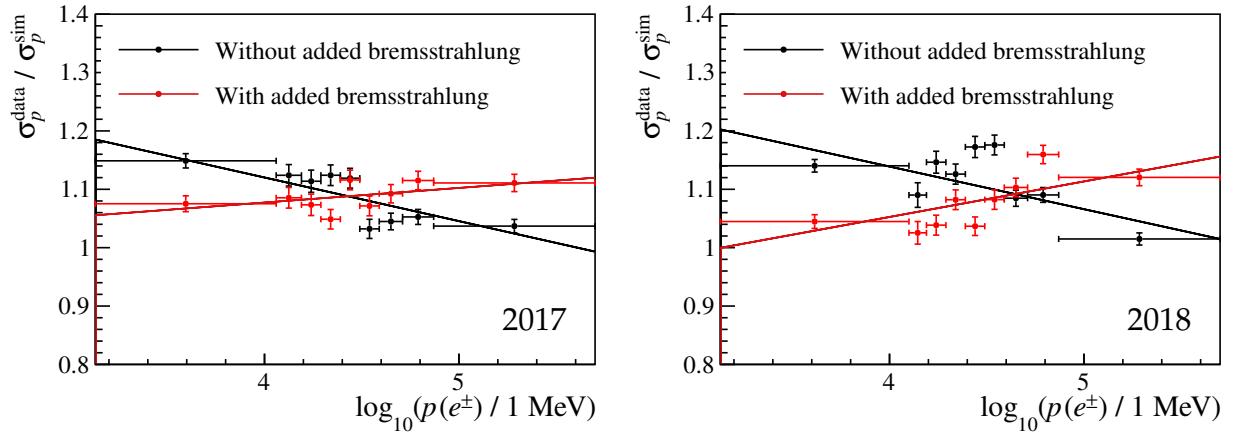 σ_p^data / σ_p^sim
1.4
1.3
1.2
1.1
1
0.9
0.8
Without added bremsstrahlung
With added bremsstrahlung
2017
4 5
log₁₀(p(e±) / 1 MeV)
σ_p^data / σ_p^sim
1.4
1.3
1.2
1.1
1
0.9
0.8
Without added bremsstrahlung
With added bremsstrahlung
2018
4 5
log₁₀(p(e±) / 1 MeV)